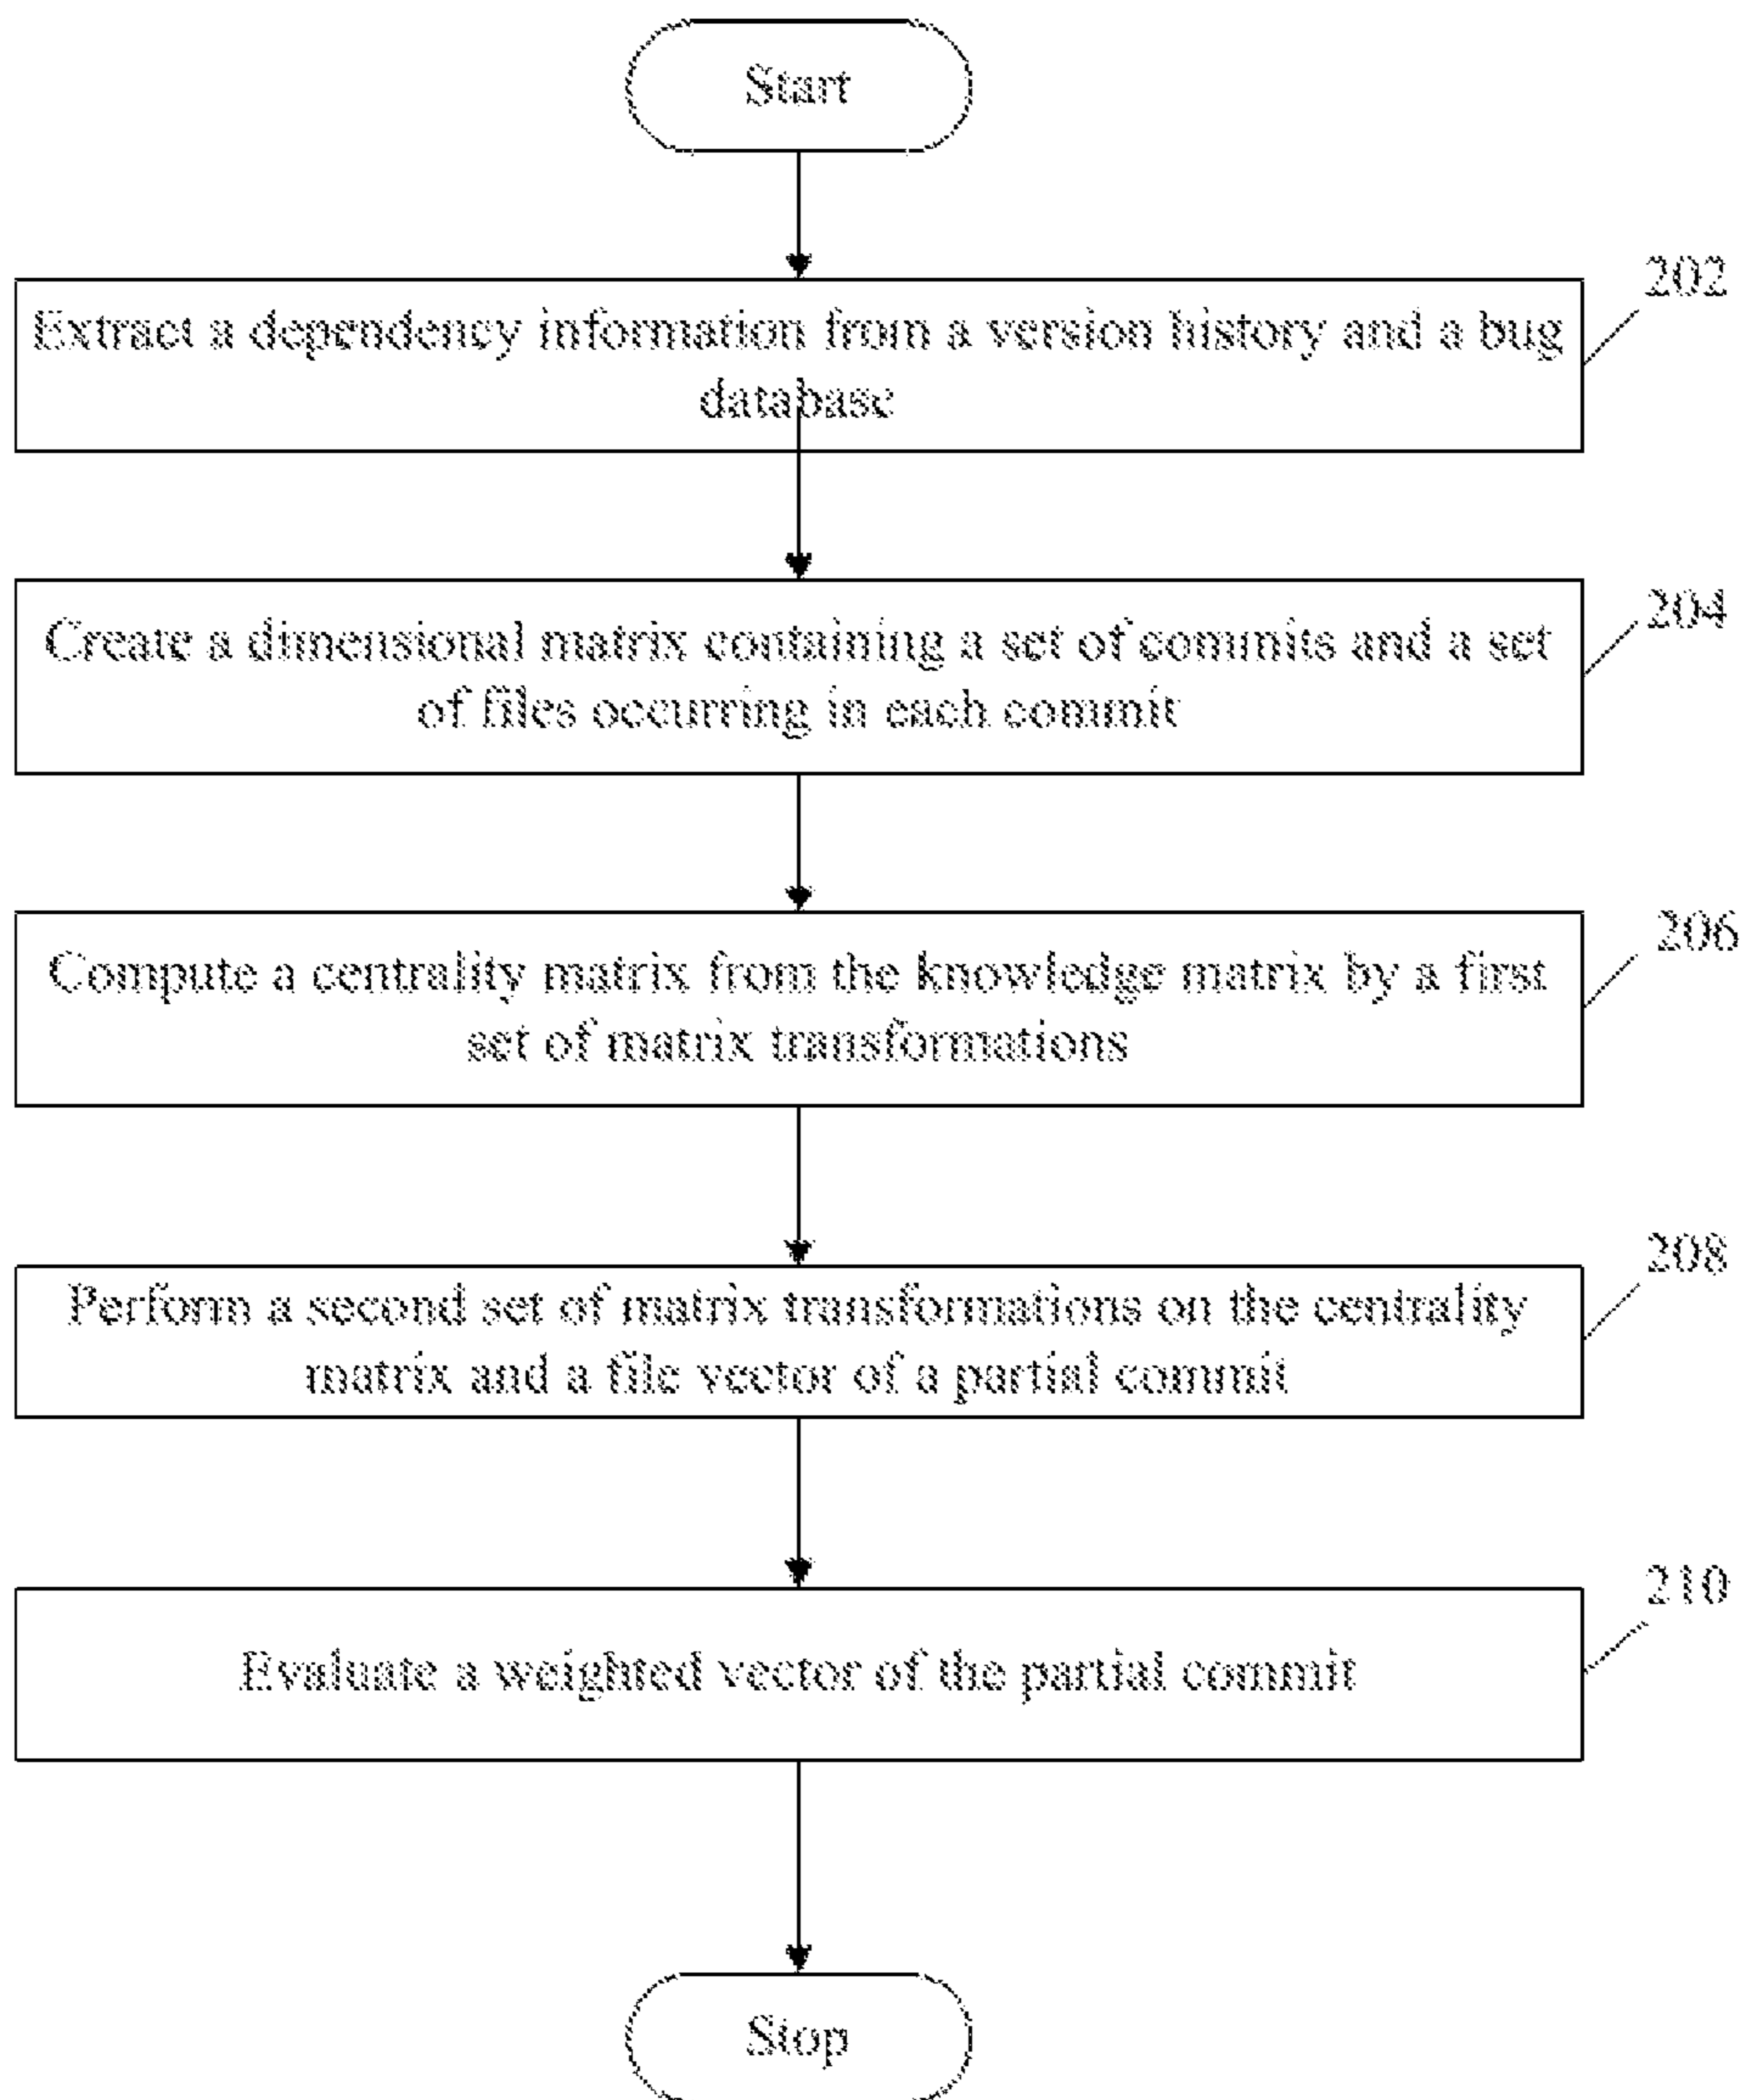 Start
202
Extract a dependency information from a version history and a bug
database
204
Create a dimensional matrix containing a set of commits and a set
of files occurring in each commit
206
Compute a centrality matrix from the knowledge matrix by a first
set of matrix transformations
208
Perform a second set of matrix transformations on the centrality
matrix and a file vector of a partial commit
210
Evaluate a weighted vector of the partial commit
Stop